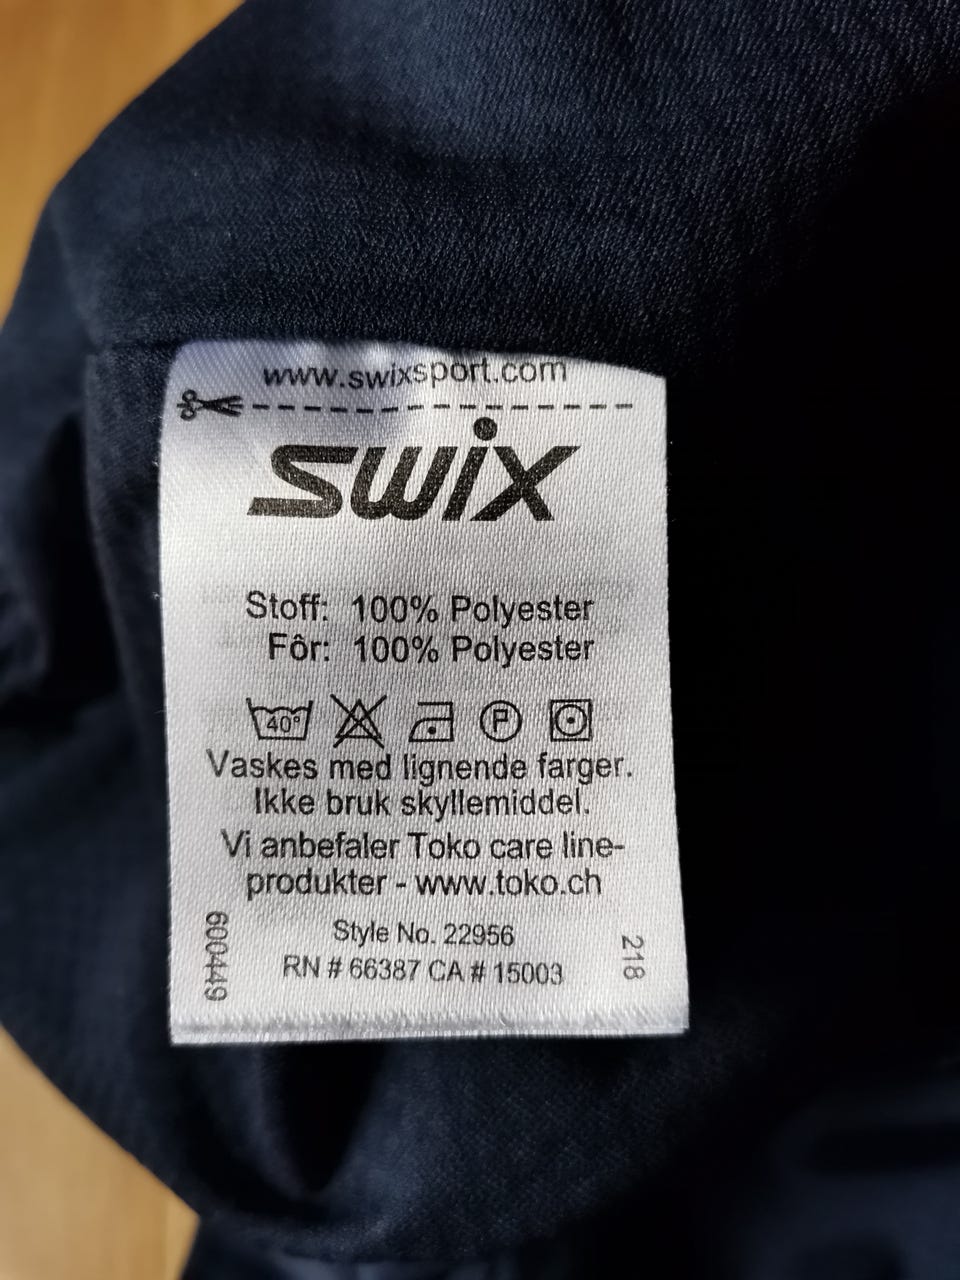 www.swixsport.com
swix
Stoff: 100% Polyester
Fôr: 100% Polyester
40° P
Vaskes med lignende farger.
Ikke bruk skyllemiddel.
Vi anbefaler Toko care line-
produkter - www.toko.ch
Style No. 22956
RN # 66387 CA # 15003
600449
218